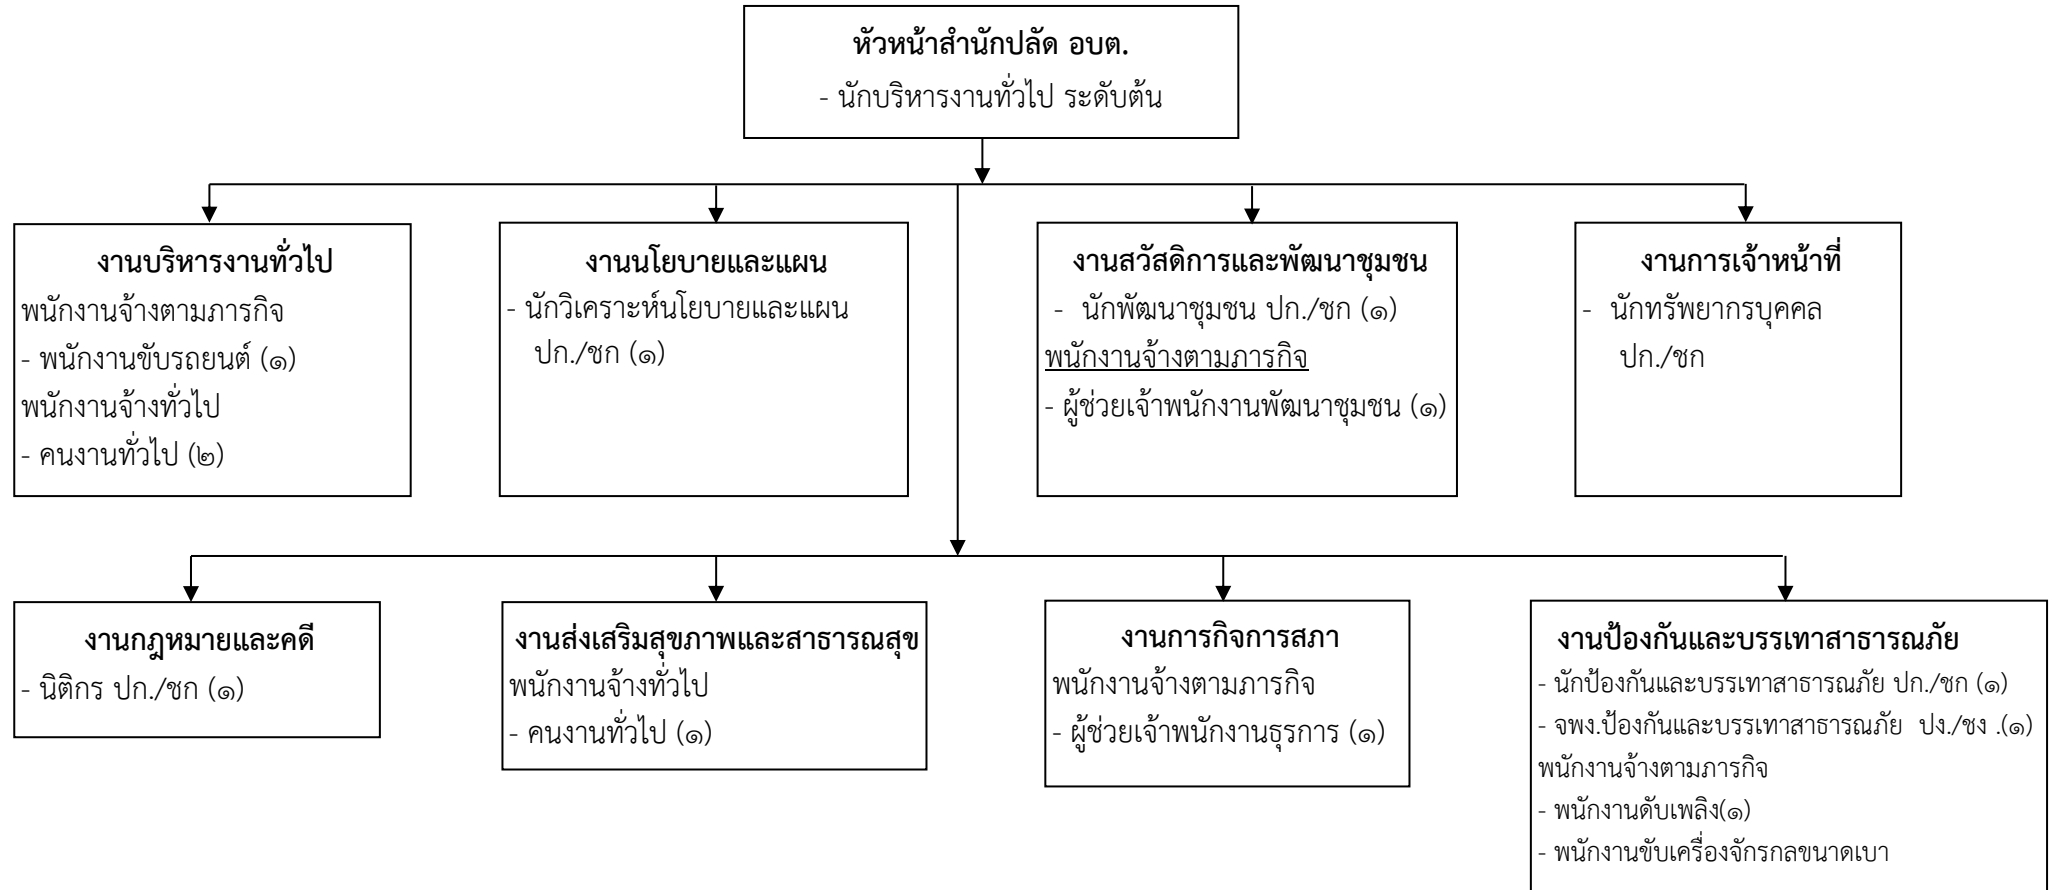 หัวหน้าสำนักปลัด อบต.
- นักบริหารงานทั่วไป ระดับต้น
งานบริหารงานทั่วไป
พนักงานจ้างตามภารกิจ
- พนักงานขับรถยนต์ (๑)
พนักงานจ้างทั่วไป
- คนงานทั่วไป (๒)
งานนโยบายและแผน
- นักวิเคราะห์นโยบายและแผน
ปก./ชก (๑)
งานสวัสดิการและพัฒนาชุมชน
- นักพัฒนาชุมชน ปก./ชก (๑)
พนักงานจ้างตามภารกิจ
- ผู้ช่วยเจ้าพนักงานพัฒนาชุมชน (๑)
งานการเจ้าหน้าที่
- นักทรัพยากรบุคคล
ปก./ชก
งานกฎหมายและคดี
- นิติกร ปก./ชก (๑)
งานส่งเสริมสุขภาพและสาธารณสุข
พนักงานจ้างทั่วไป
- คนงานทั่วไป (๑)
งานการกิจการสภา
พนักงานจ้างตามภารกิจ
- ผู้ช่วยเจ้าพนักงานธุรการ (๑)
งานป้องกันและบรรเทาสาธารณภัย
- นักป้องกันและบรรเทาสาธารณภัย ปก./ชก (๑)
- จพง.ป้องกันและบรรเทาสาธารณภัย ปง./ชง .(๑)
พนักงานจ้างตามภารกิจ
- พนักงานดับเพลิง(๑)
- พนักงานขับเครื่องจักรกลขนาดเบา